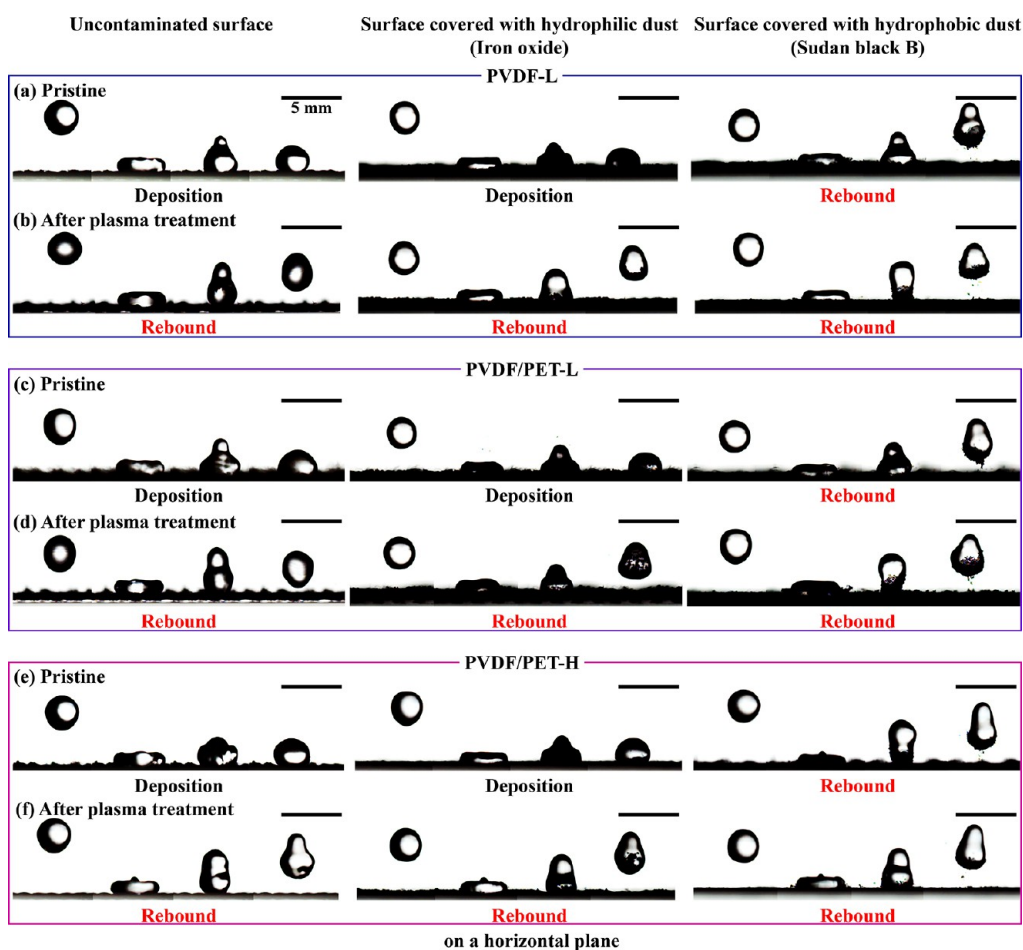 Uncontaminated surface
Surface covered with hydrophilic dust
(Iron oxide)
Surface covered with hydrophobic dust
(Sudan black B)
PVDF-L
(a) Pristine
5 mm
Deposition
Deposition
Rebound
(b) After plasma treatment
Rebound
Rebound
Rebound
PVDF/PET-L
(c) Pristine
Deposition
Deposition
Rebound
(d) After plasma treatment
Rebound
Rebound
Rebound
PVDF/PET-H
(e) Pristine
Deposition
Deposition
Rebound
(f) After plasma treatment
Rebound
Rebound
Rebound
on a horizontal plane